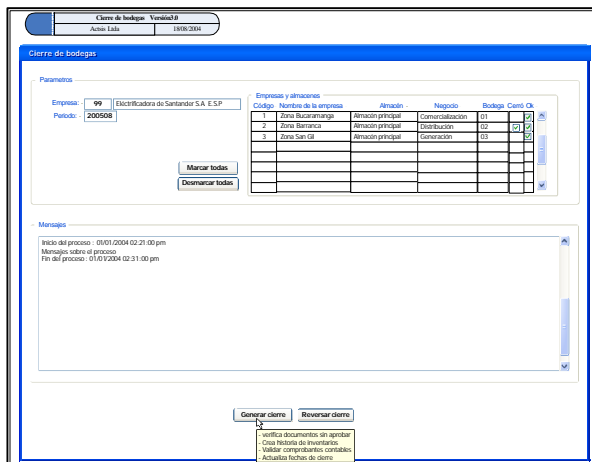 Cierre de bodegas Versión3.0
Actsis Ltda 18/08/2004
Cierre de bodegas
Parametros
Empresa: - 99 Eléctrificadora de Santander S.A. E.S.P
Periodo: - 200508
Empresas y almacenes
Código Nombre de la empresa Almacén - Negocio Bodega Cerró Ok
1 Zona Bucaramanga Almacén principal Comercialización 01
2 Zona Barranca Almacén principal Distribución 02
3 Zona San Gil Almacén principal Generación 03
Marcar todas
Desmarcar todas
Mensajes
Inicio del proceso : 01/01/2004 02:21:00 pm
Mensajes sobre el proceso
Fin del proceso : 01/01/2004 02:31:00 pm
Generar cierre Reversar cierre
- verifica documentos sin aprobar
- Crea historia de inventarios
- Validar comprobantes contables
- Actualiza fechas de cierre